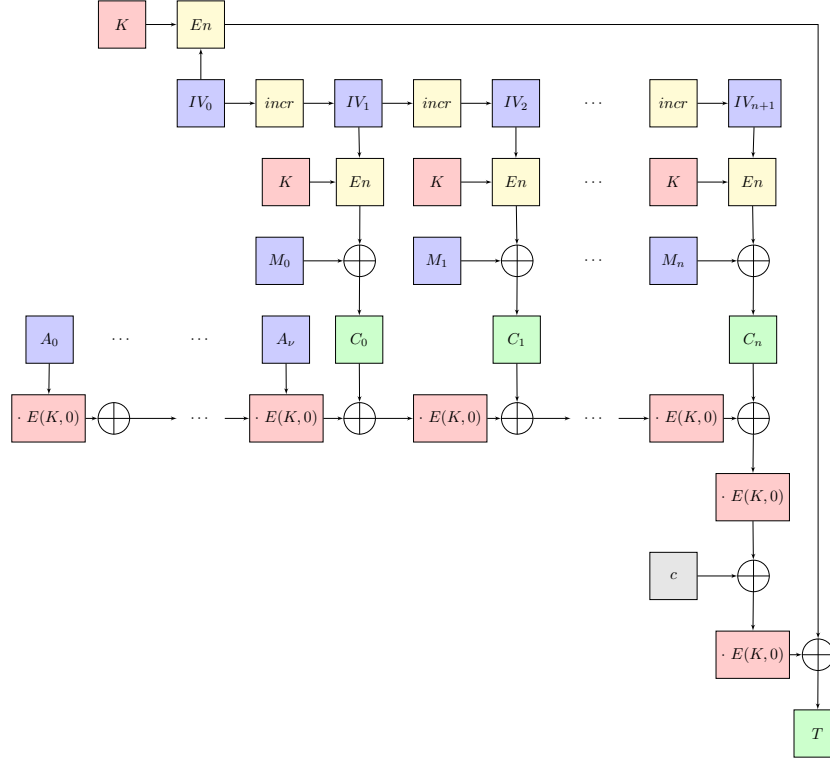 K En
IV₀ incr IV₁ incr IV₂ ··· incr IVₙ₊₁
K En K En ··· K En
M₀ M₁ ··· Mₙ
A₀ ··· ··· Aᵥ C₀ C₁ Cₙ
· E(K, 0) ··· · E(K, 0) · E(K, 0) ··· · E(K, 0)
· E(K, 0)
c
· E(K, 0)
T